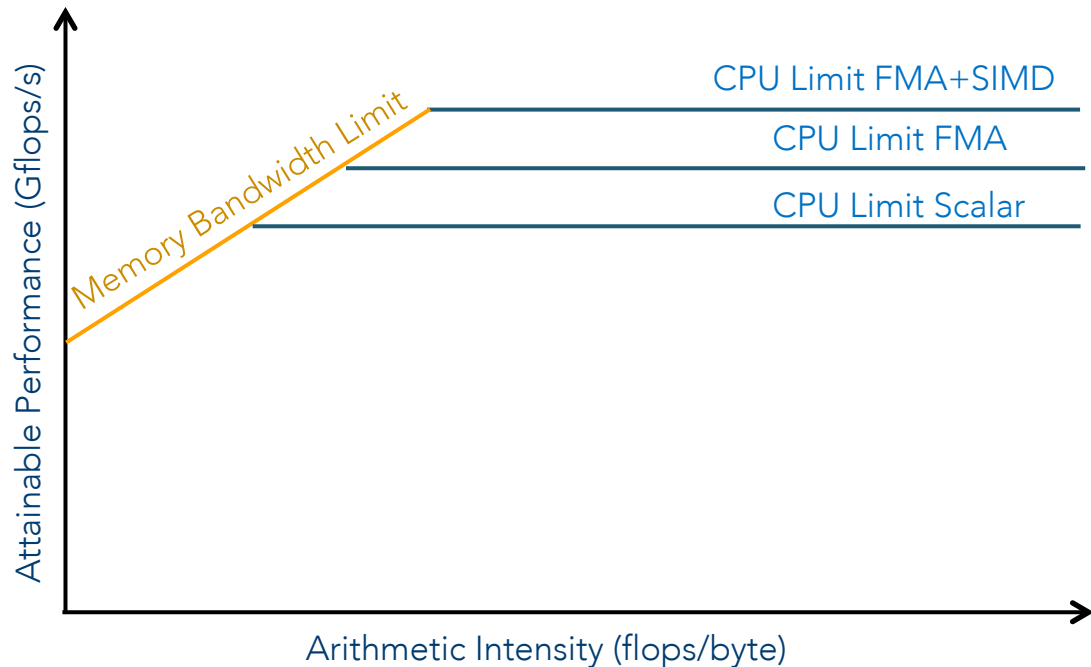 Attainable Performance (Gflops/s)
Memory Bandwidth Limit
CPU Limit FMA+SIMD
CPU Limit FMA
CPU Limit Scalar
Arithmetic Intensity (flops/byte)